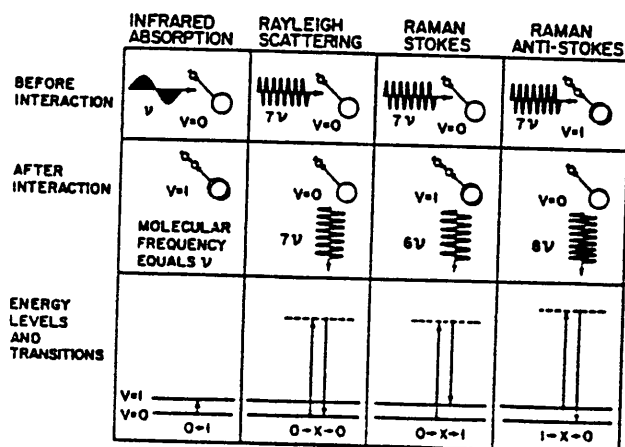 INFRARED ABSORPTION
RAYLEIGH SCATTERING
RAMAN STOKES
RAMAN ANTI-STOKES
BEFORE INTERACTION
ν
V=0
7ν
V=0
7ν
V=0
7ν
V=1
AFTER INTERACTION
V=1
MOLECULAR
FREQUENCY
EQUALS ν
V=0
7ν
V=1
6ν
V=0
8ν
ENERGY
LEVELS
AND
TRANSITIONS
V=1
V=0
0→1
0→X→0
0→X→1
1→X→0